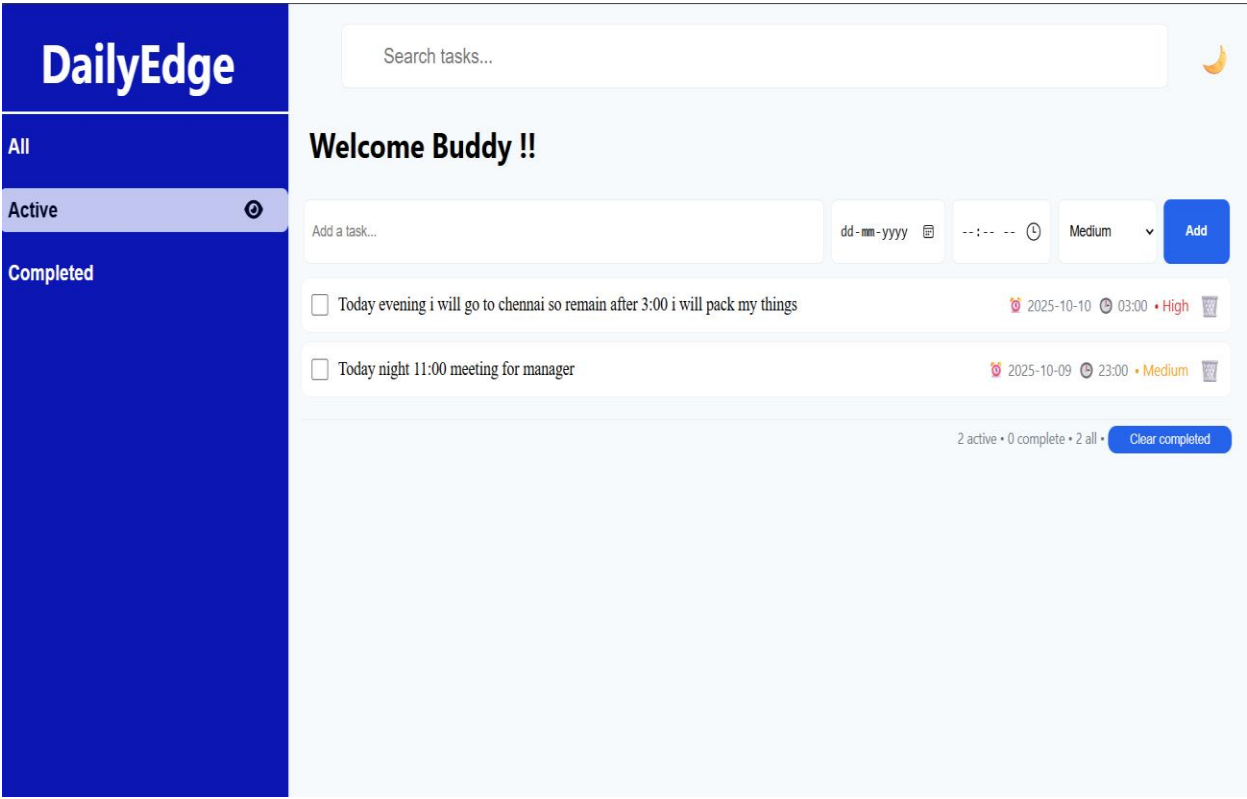 DailyEdge
Search tasks...
All
Welcome Buddy !!
Active
Add a task... dd-mm-yyyy --:-- -- Medium Add
Completed
Today evening i will go to chennai so remain after 3:00 i will pack my things 2025-10-10 03:00 • High
Today night 11:00 meeting for manager 2025-10-09 23:00 • Medium
2 active • 0 complete • 2 all • Clear completed